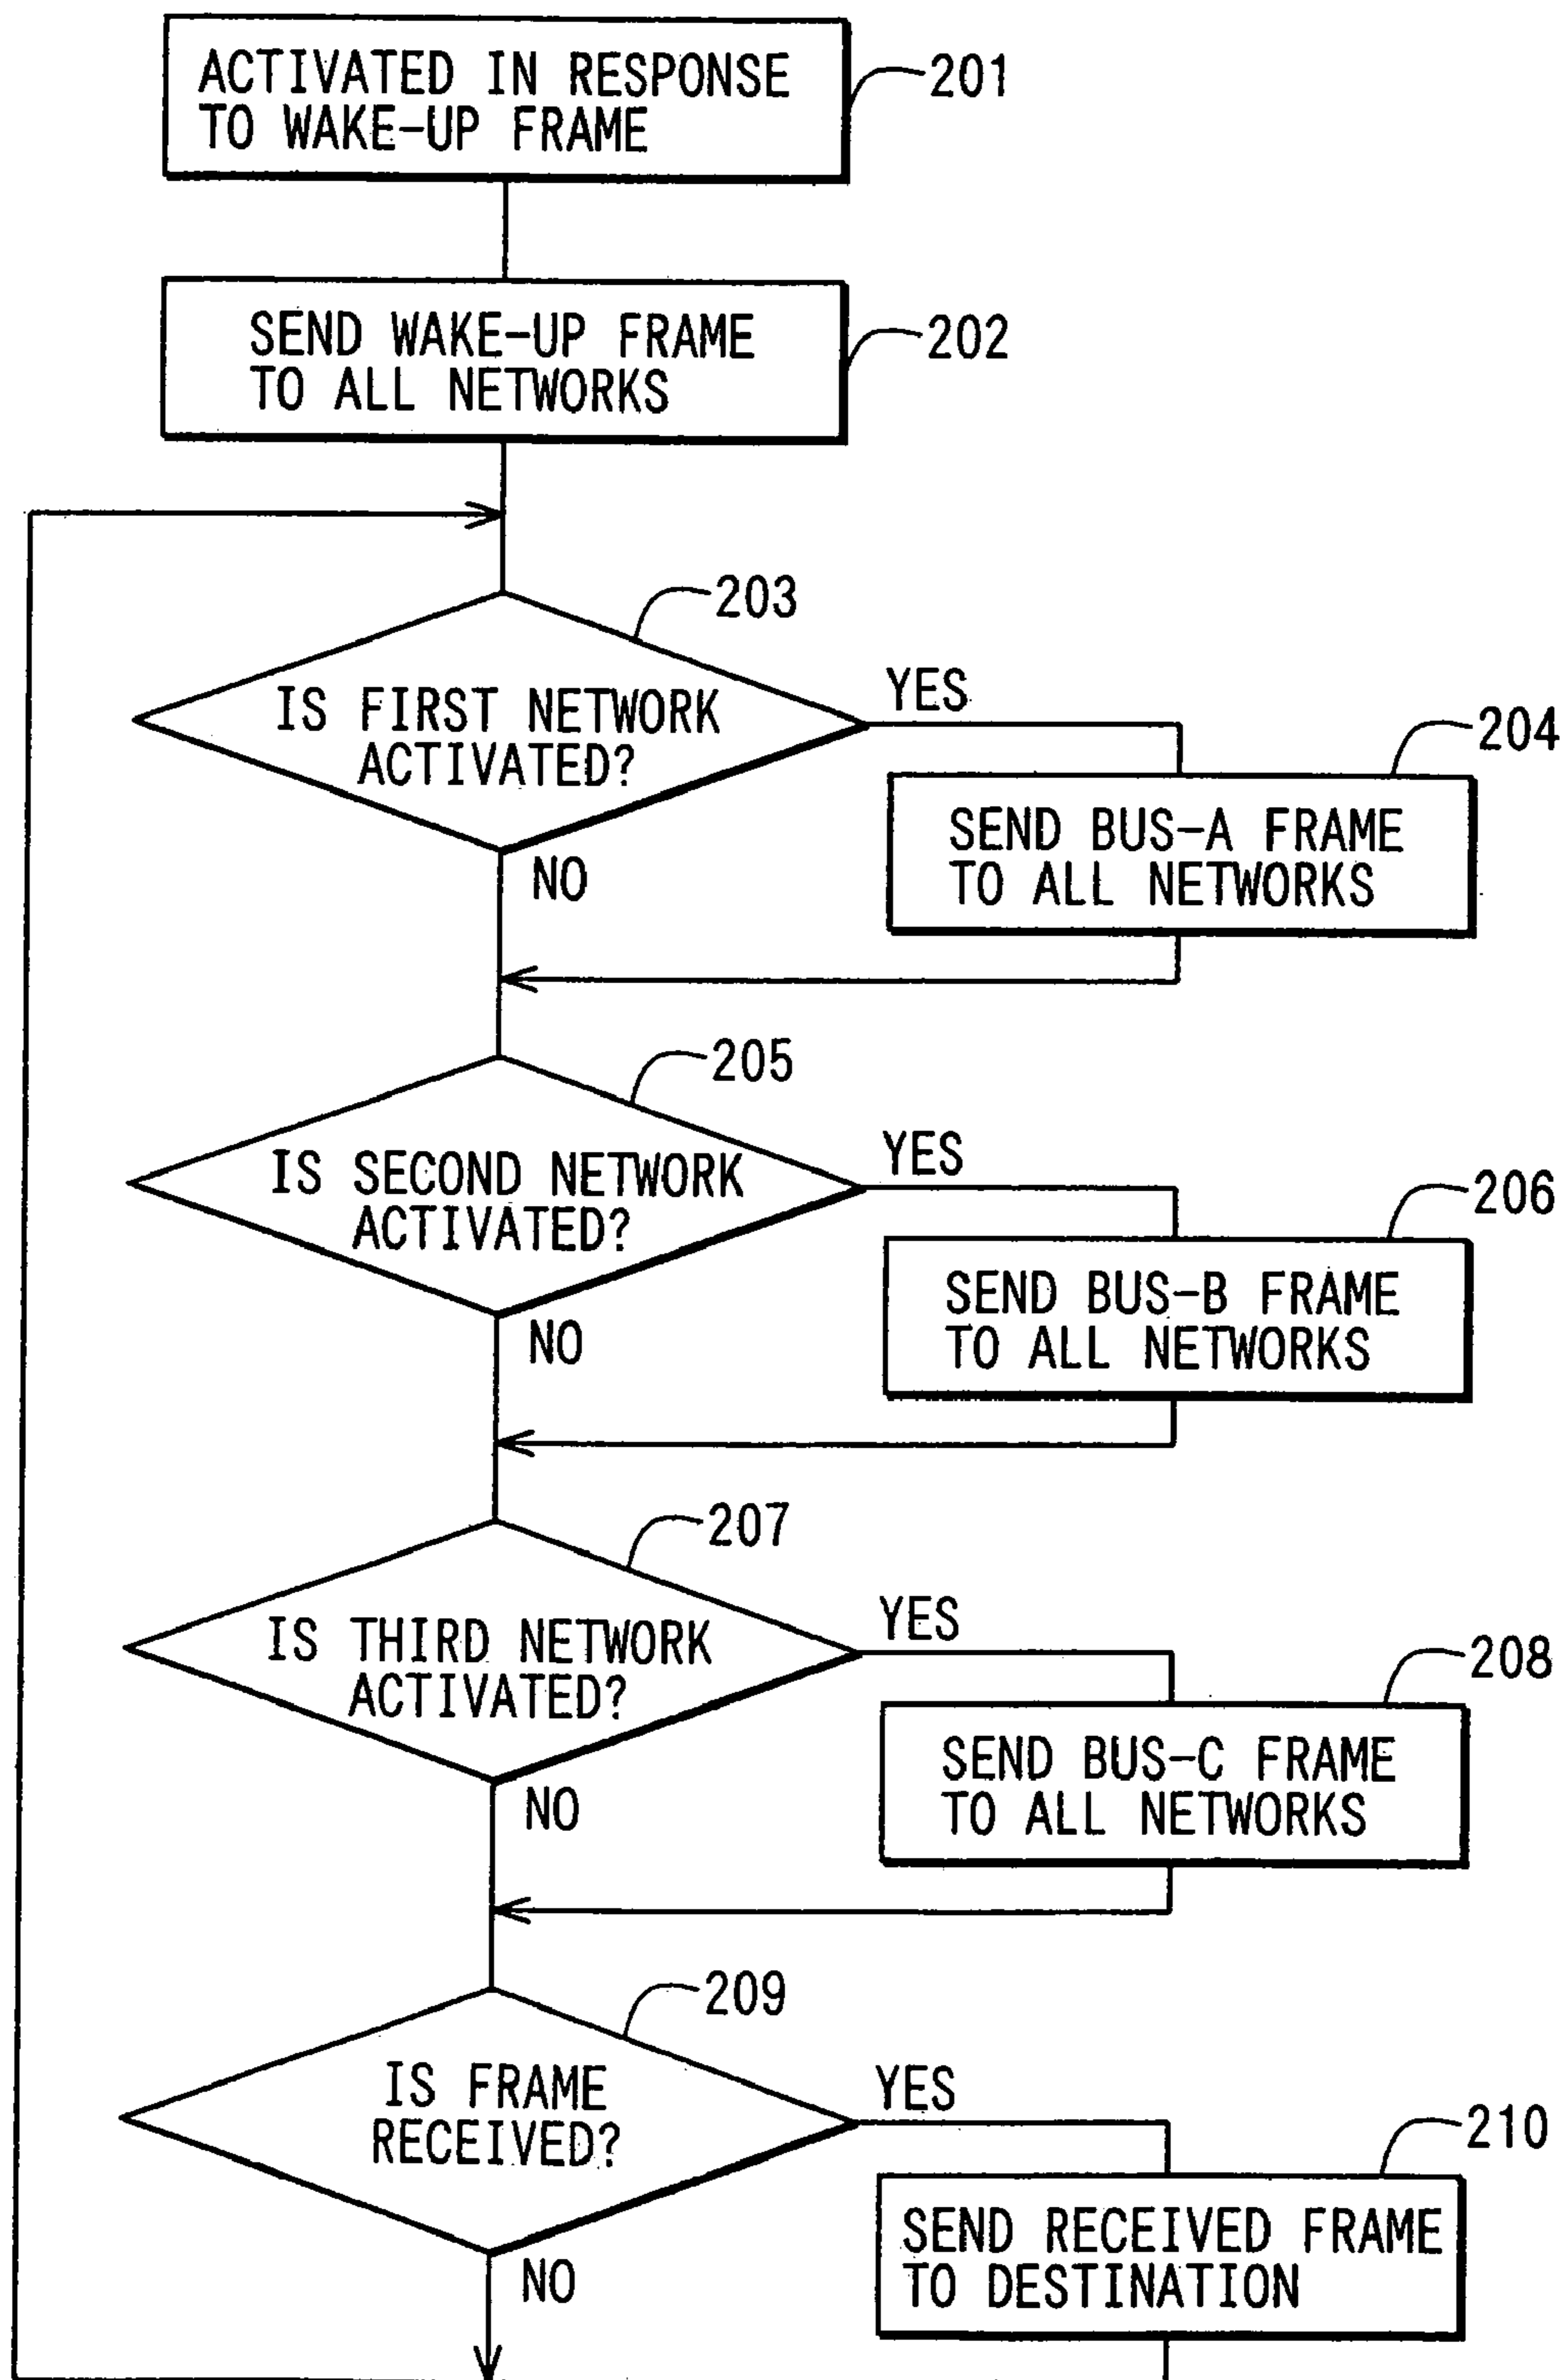 ACTIVATED IN RESPONSE
TO WAKE-UP FRAME
201
SEND WAKE-UP FRAME
TO ALL NETWORKS
202
203
IS FIRST NETWORK
ACTIVATED?
YES
NO
204
SEND BUS-A FRAME
TO ALL NETWORKS
205
IS SECOND NETWORK
ACTIVATED?
YES
NO
206
SEND BUS-B FRAME
TO ALL NETWORKS
207
IS THIRD NETWORK
ACTIVATED?
YES
NO
208
SEND BUS-C FRAME
TO ALL NETWORKS
209
IS FRAME
RECEIVED?
YES
NO
210
SEND RECEIVED FRAME
TO DESTINATION